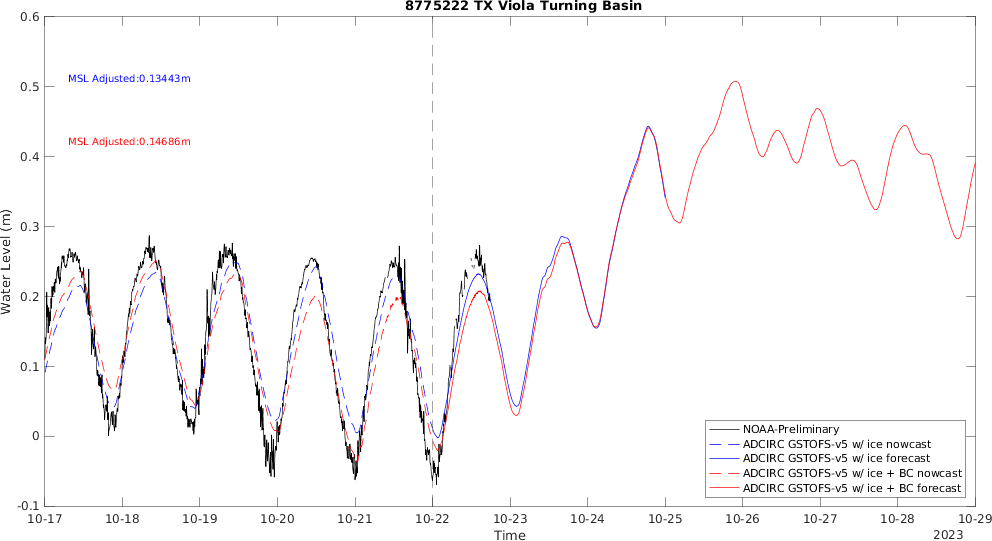 8775222 TX Viola Turning Basin
0.6
0.5
0.4
0.3
0.2
0.1
0
-0.1
Water Level (m)
MSL Adjusted:0.13443m
MSL Adjusted:0.14686m
NOAA-Preliminary
ADCIRC GSTOFS-v5 w/ ice nowcast
ADCIRC GSTOFS-v5 w/ ice forecast
ADCIRC GSTOFS-v5 w/ ice + BC nowcast
ADCIRC GSTOFS-v5 w/ ice + BC forecast
10-17 10-18 10-19 10-20 10-21 10-22 10-23 10-24 10-25 10-26 10-27 10-28 10-29
Time
2023